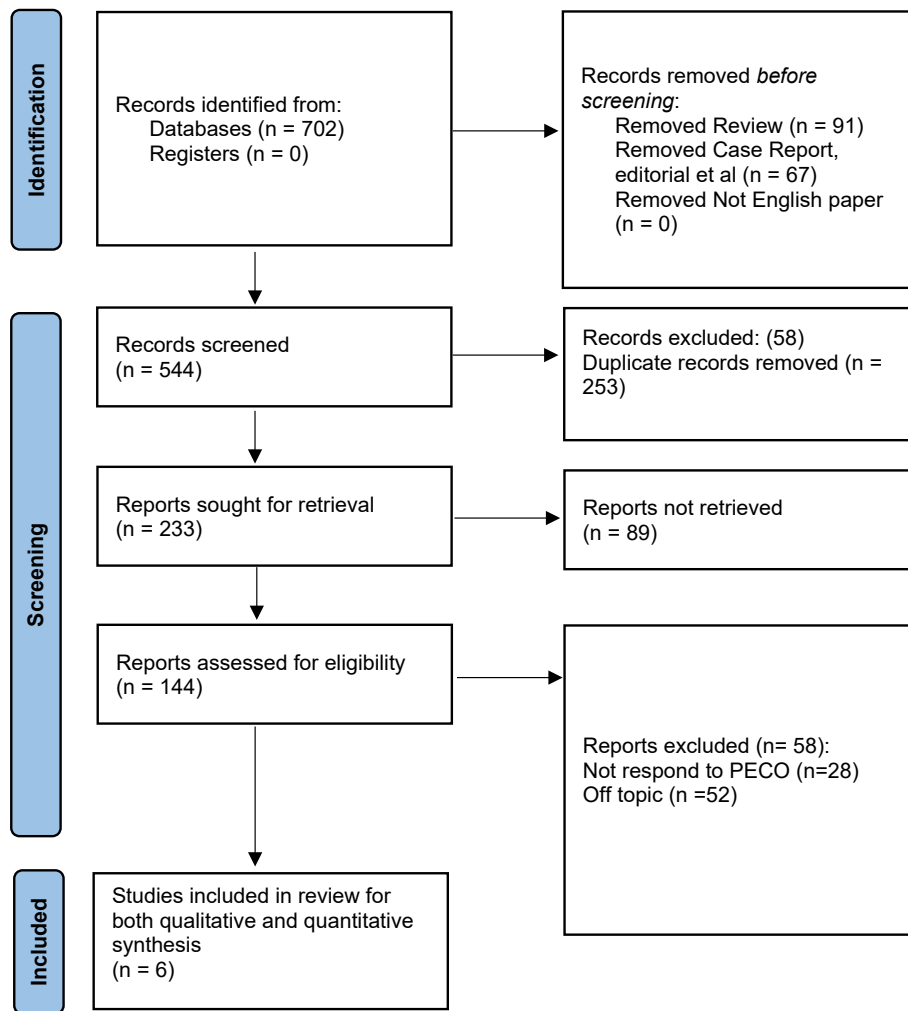 Identification
Records identified from:
Databases (n = 702)
Registers (n = 0)
Records removed before
screening:
Removed Review (n = 91)
Removed Case Report,
editorial et al (n = 67)
Removed Not English paper
(n = 0)
Screening
Records screened
(n = 544)
Records excluded: (58)
Duplicate records removed (n =
253)
Reports sought for retrieval
(n = 233)
Reports not retrieved
(n = 89)
Reports assessed for eligibility
(n = 144)
Reports excluded (n= 58):
Not respond to PECO (n=28)
Off topic (n =52)
Included
Studies included in review for
both qualitative and quantitative
synthesis
(n = 6)